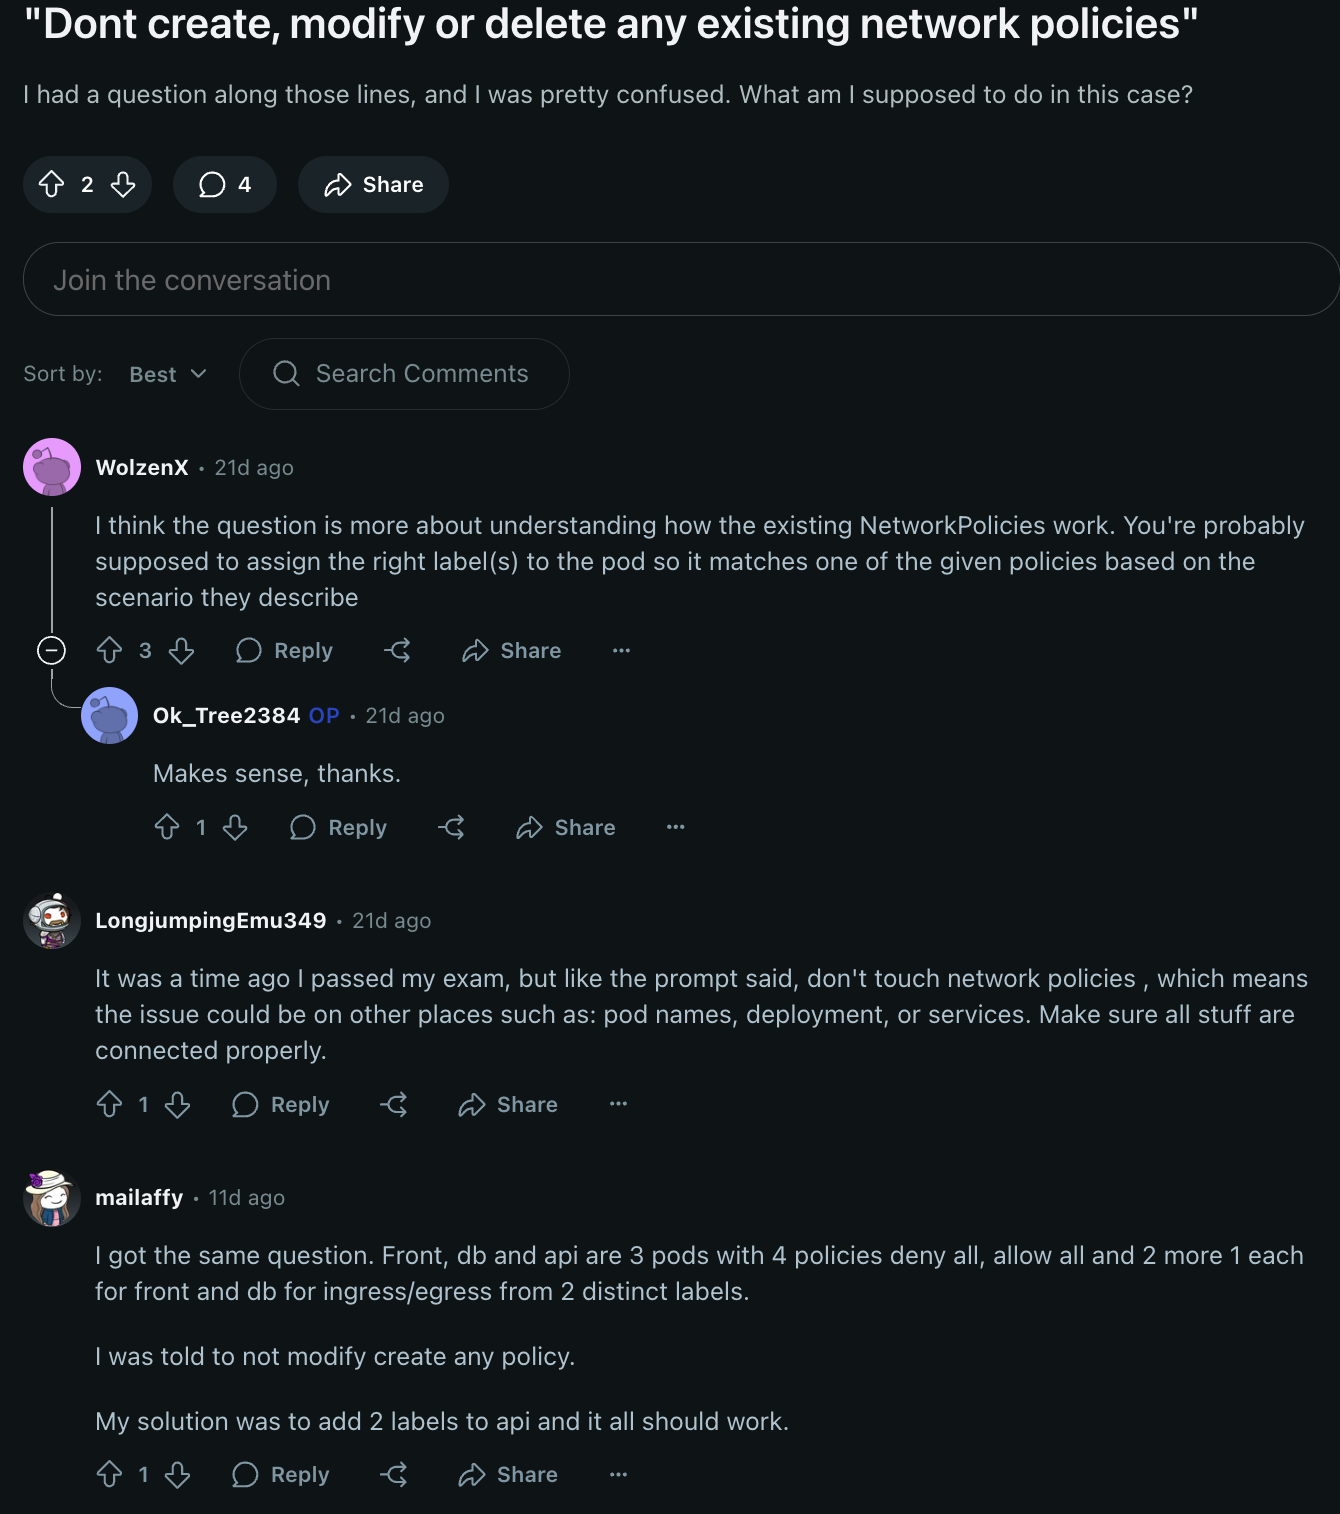 "Dont create, modify or delete any existing network policies"
I had a question along those lines, and I was pretty confused. What am I supposed to do in this case?
2
4
Share
Join the conversation
Sort by: Best
Search Comments
WolzenX • 21d ago
I think the question is more about understanding how the existing NetworkPolicies work. You're probably
supposed to assign the right label(s) to the pod so it matches one of the given policies based on the
scenario they describe
3 Reply Share ...
Ok_Tree2384 OP • 21d ago
Makes sense, thanks.
1 Reply Share ...
LongjumpingEmu349 • 21d ago
It was a time ago I passed my exam, but like the prompt said, don't touch network policies , which means
the issue could be on other places such as: pod names, deployment, or services. Make sure all stuff are
connected properly.
1 Reply Share ...
mailaffy • 11d ago
I got the same question. Front, db and api are 3 pods with 4 policies deny all, allow all and 2 more 1 each
for front and db for ingress/egress from 2 distinct labels.
I was told to not modify create any policy.
My solution was to add 2 labels to api and it all should work.
1 Reply Share ...